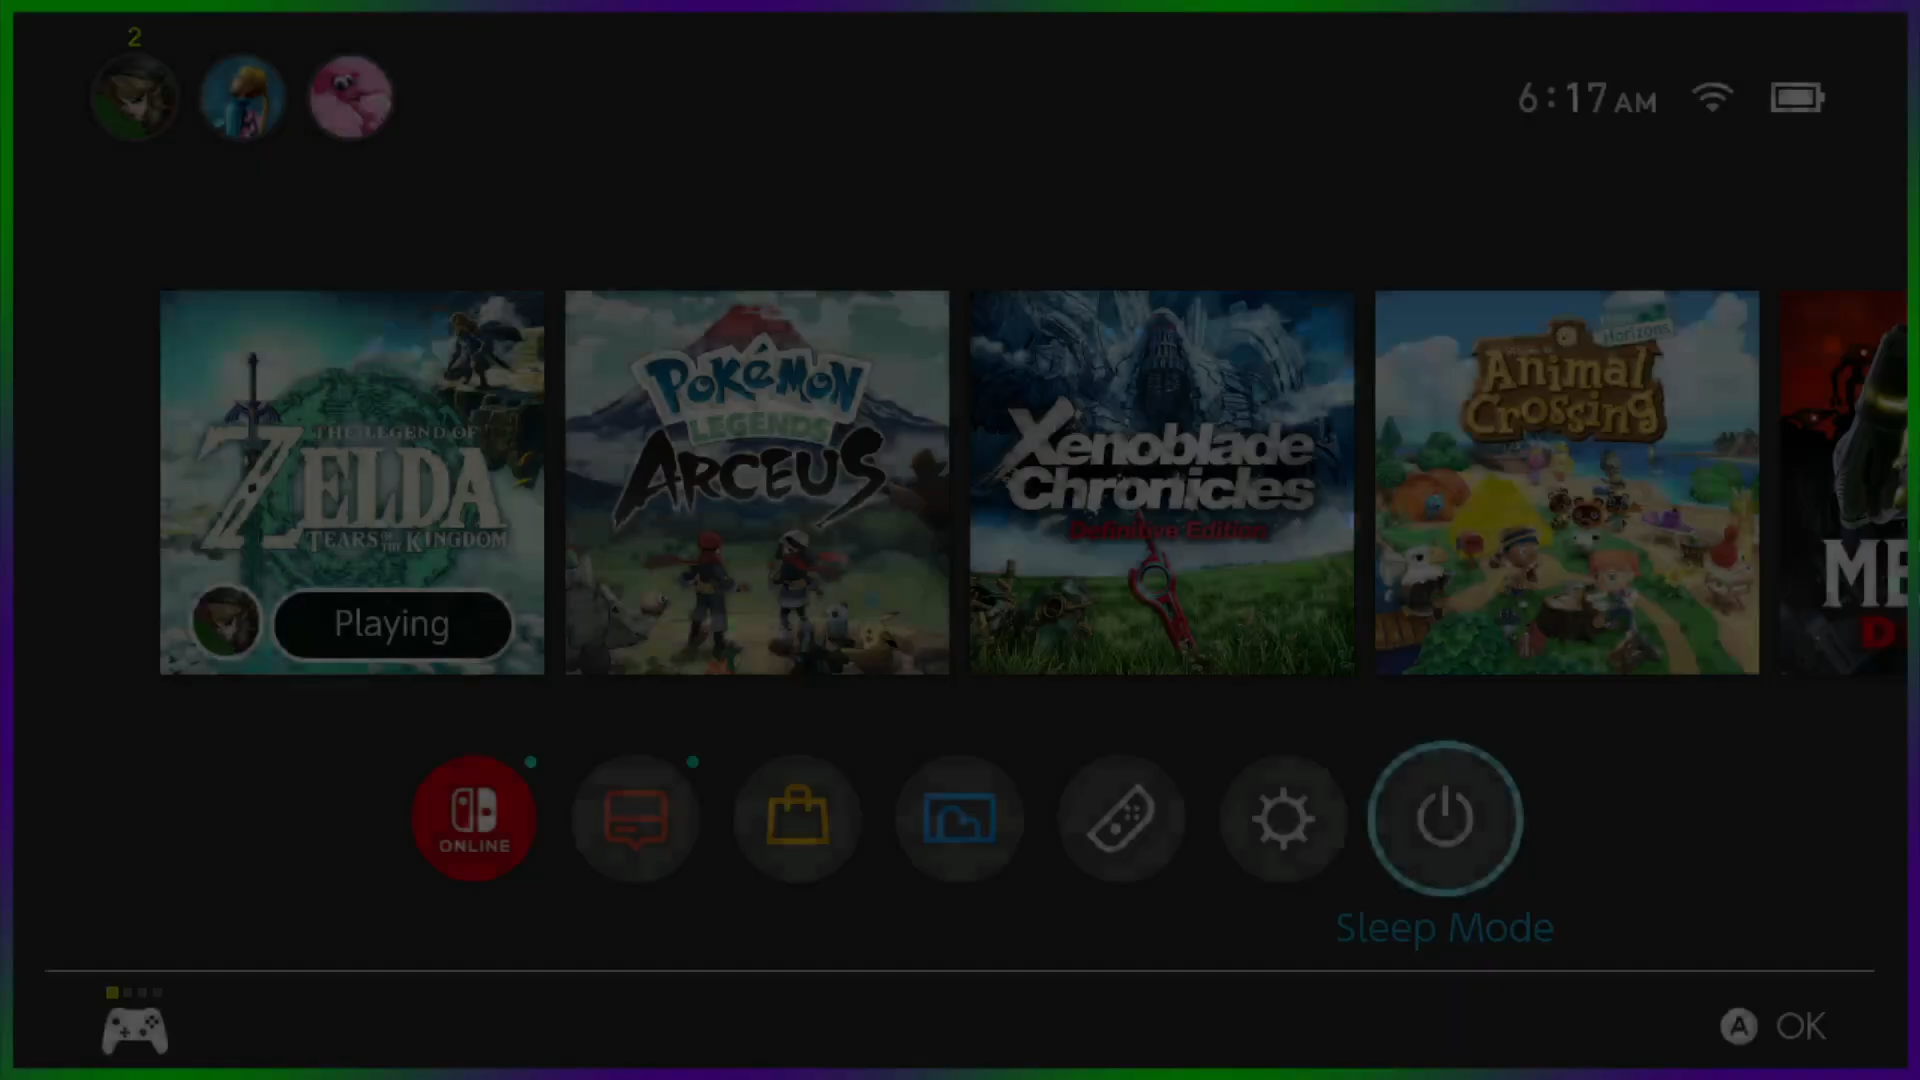 2
6:17 AM
THE LEGEND OF
ZELDA
TEARS OF THE KINGDOM
Playing
POKéMON
LEGENDS
ARCEUS
Xenoblade
Chronicles
Definitive Edition
Horizons
Animal
Crossing
ME
D
ONLINE
Sleep Mode
A OK